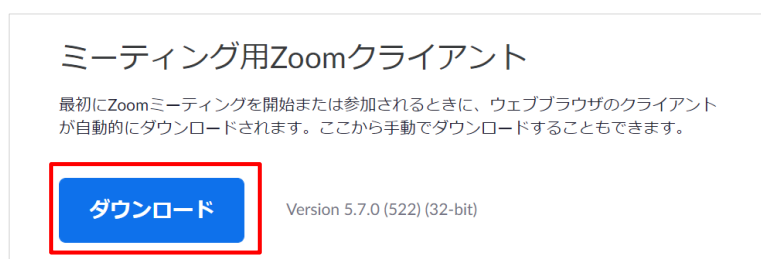 ミーティング用Zoomクライアント
最初にZoomミーティングを開始または参加されるときに、ウェブブラウザのクライアント
が自動的にダウンロードされます。ここから手動でダウンロードすることもできます。
ダウンロード Version 5.7.0 (522) (32-bit)